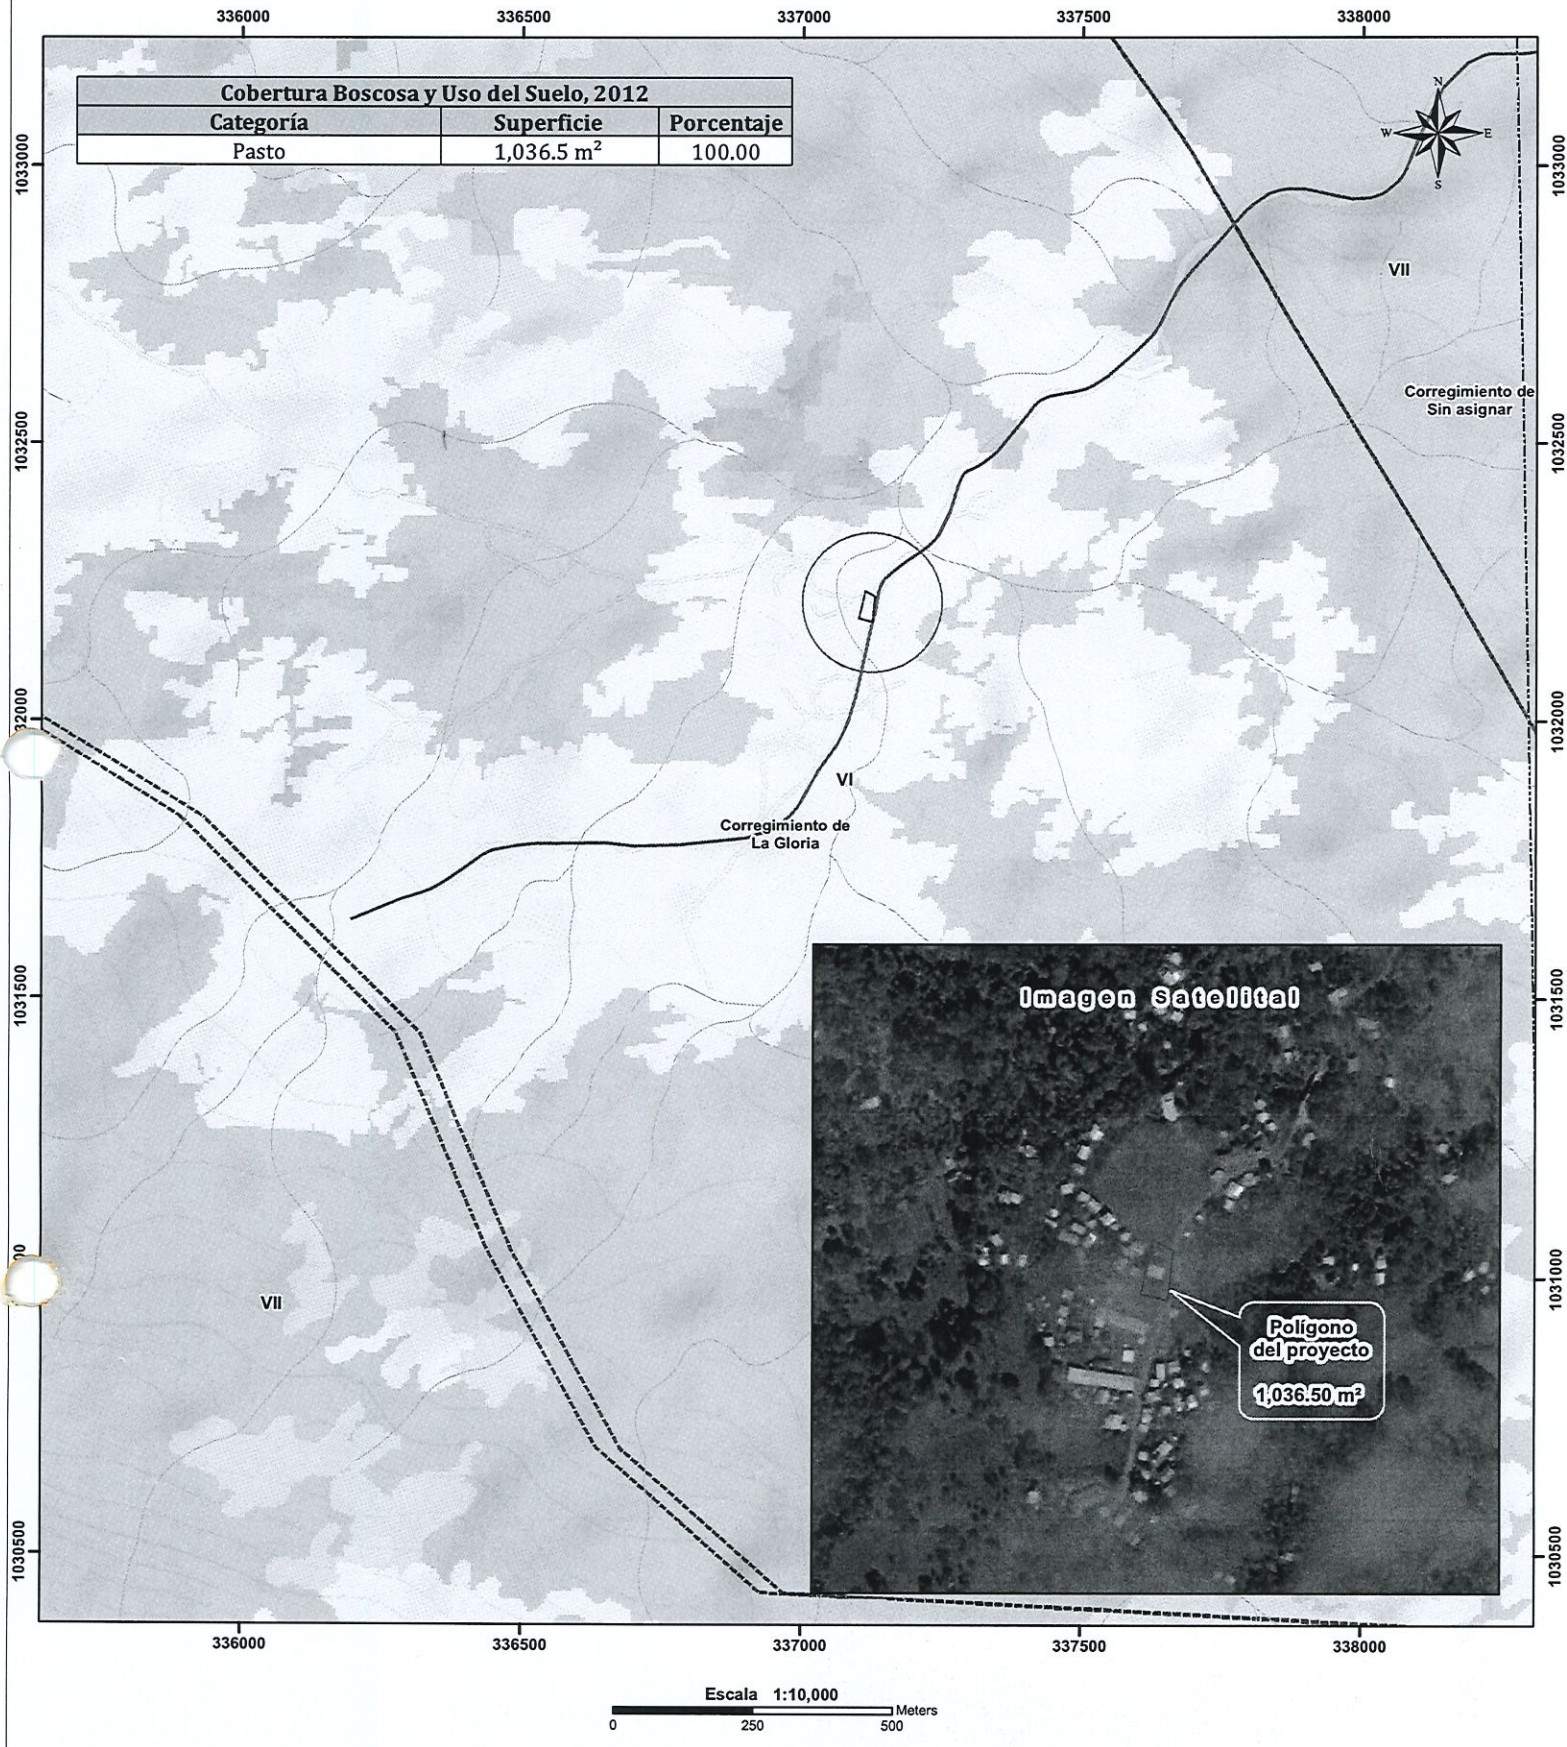 336000 336500 337000 337500 338000
Cobertura Boscosa y Uso del Suelo, 2012
Categoría Superficie Porcentaje
Pasto 1,036.5 m² 100.00
N
W E
S
1033000 1033000
VII
Corregimiento de
Sin asignar
1032500 1032500
32000 1032000
VI
Corregimiento de
La Gloria
1031500 1031500
Imagen Satelital
1031000
VII
Polígono
del proyecto
1,036.50 m²
1030500 1030500
336000 336500 337000 337500 338000
Escala 1:10,000
Meters
0 250 500